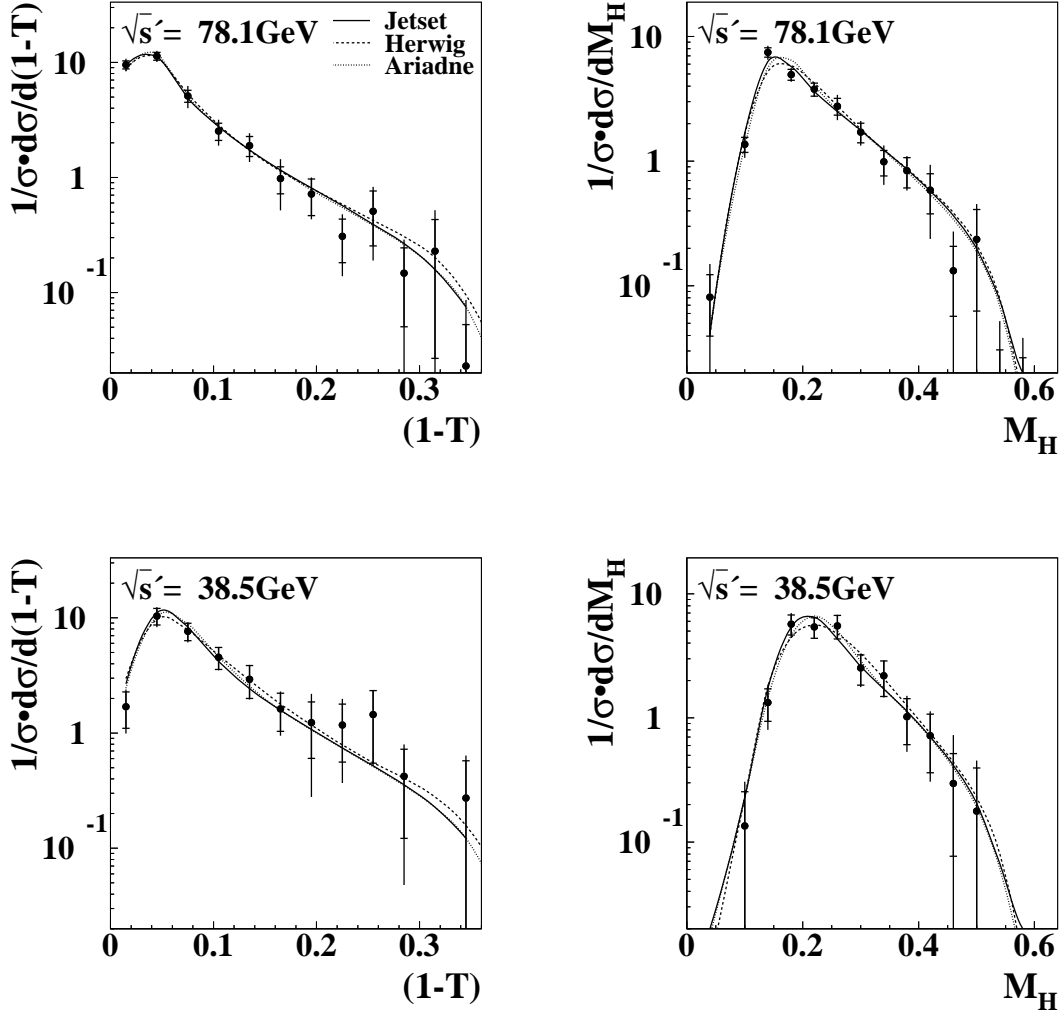 1/σ•dσ/d(1-T)
√s´= 78.1GeV
Jetset
Herwig
Ariadne
10
1
10⁻¹
0 0.1 0.2 0.3
(1-T)
1/σ•dσ/dM_H
√s´= 78.1GeV
10
1
10⁻¹
0 0.2 0.4 0.6
M_H
1/σ•dσ/d(1-T)
√s´= 38.5GeV
10
1
10⁻¹
0 0.1 0.2 0.3
(1-T)
1/σ•dσ/dM_H
√s´= 38.5GeV
10
1
10⁻¹
0 0.2 0.4 0.6
M_H